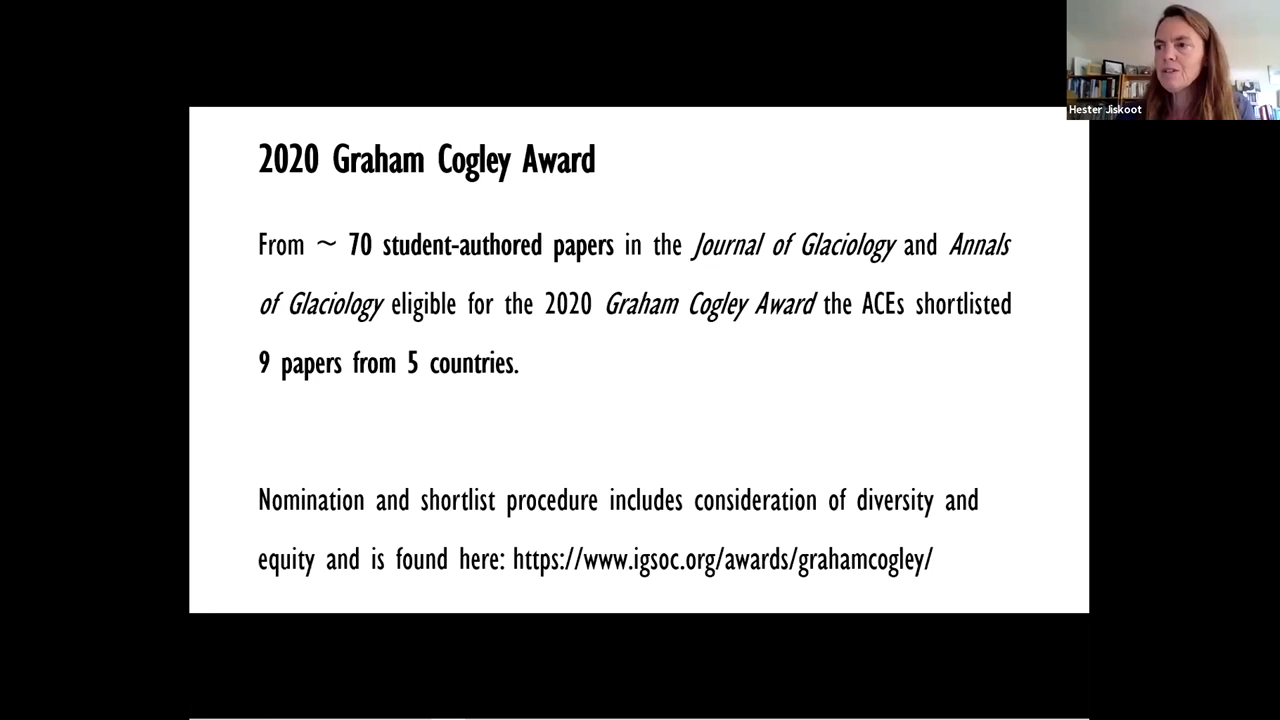 Hester Jiskoot
2020 Graham Cogley Award
From ~ 70 student-authored papers in the Journal of Glaciology and Annals
of Glaciology eligible for the 2020 Graham Cogley Award the ACEs shortlisted
9 papers from 5 countries.
Nomination and shortlist procedure includes consideration of diversity and
equity and is found here: https://www.igsoc.org/awards/grahamcogley/